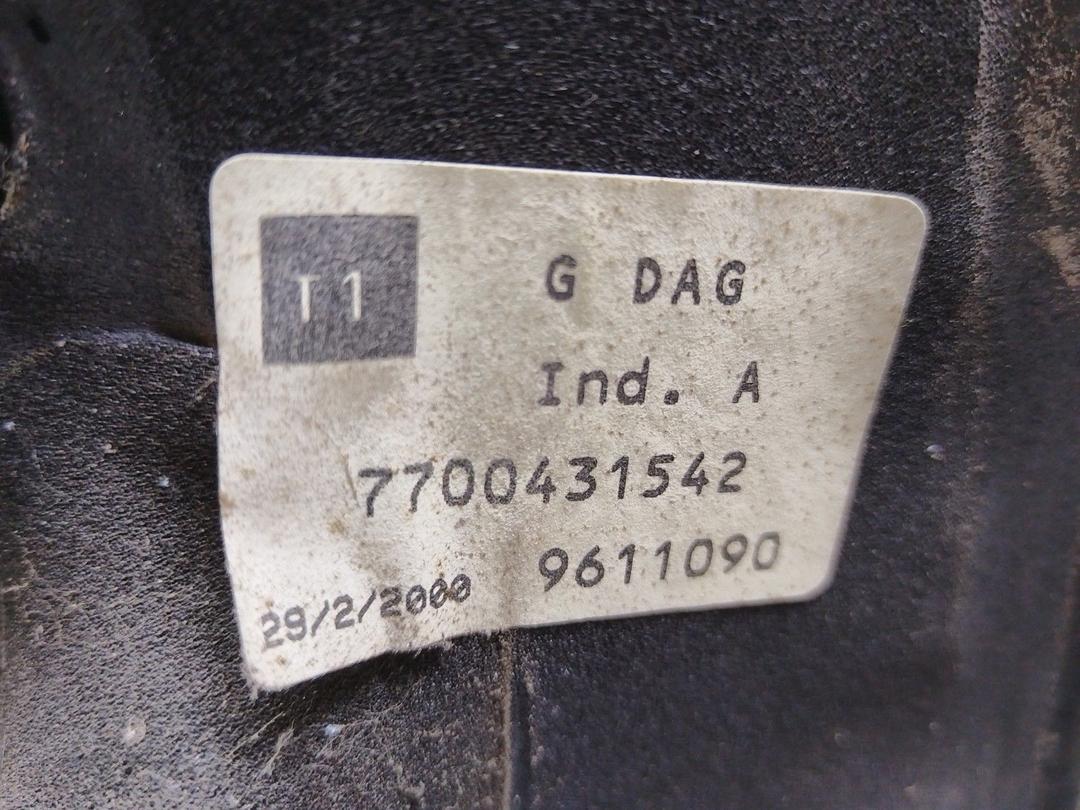 T1
G DAG
Ind. A
7700431542
9611090
29/2/2000